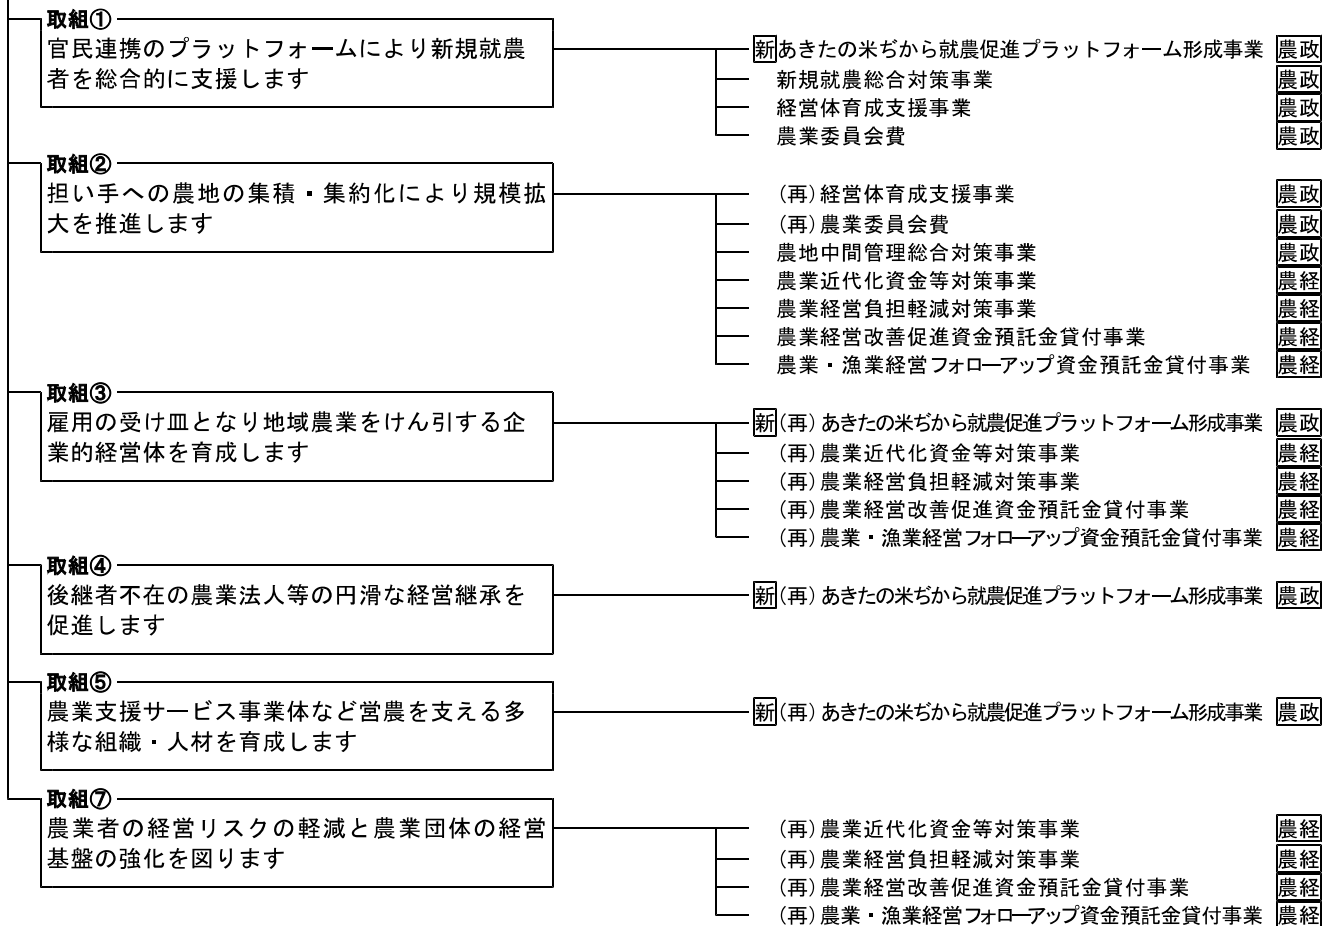 取組①
官民連携のプラットフォームにより新規就農
者を総合的に支援します
新 あきたの米ぢから就農促進プラットフォーム形成事業 農政
新規就農総合対策事業 農政
経営体育成支援事業 農政
農業委員会費 農政
取組②
担い手への農地の集積・集約化により規模拡
大を推進します
(再)経営体育成支援事業 農政
(再)農業委員会費 農政
農地中間管理総合対策事業 農政
農業近代化資金等対策事業 農経
農業経営負担軽減対策事業 農経
農業経営改善促進資金預託金貸付事業 農経
農業・漁業経営フォローアップ資金預託金貸付事業 農経
取組③
雇用の受け皿となり地域農業をけん引する企
業的経営体を育成します
新 (再)あきたの米ぢから就農促進プラットフォーム形成事業 農政
(再)農業近代化資金等対策事業 農経
(再)農業経営負担軽減対策事業 農経
(再)農業経営改善促進資金預託金貸付事業 農経
(再)農業・漁業経営フォローアップ資金預託金貸付事業 農経
取組④
後継者不在の農業法人等の円滑な経営継承を
促進します
新 (再)あきたの米ぢから就農促進プラットフォーム形成事業 農政
取組⑤
農業支援サービス事業体など営農を支える多
様な組織・人材を育成します
新 (再)あきたの米ぢから就農促進プラットフォーム形成事業 農政
取組⑦
農業者の経営リスクの軽減と農業団体の経営
基盤の強化を図ります
(再)農業近代化資金等対策事業 農経
(再)農業経営負担軽減対策事業 農経
(再)農業経営改善促進資金預託金貸付事業 農経
(再)農業・漁業経営フォローアップ資金預託金貸付事業 農経